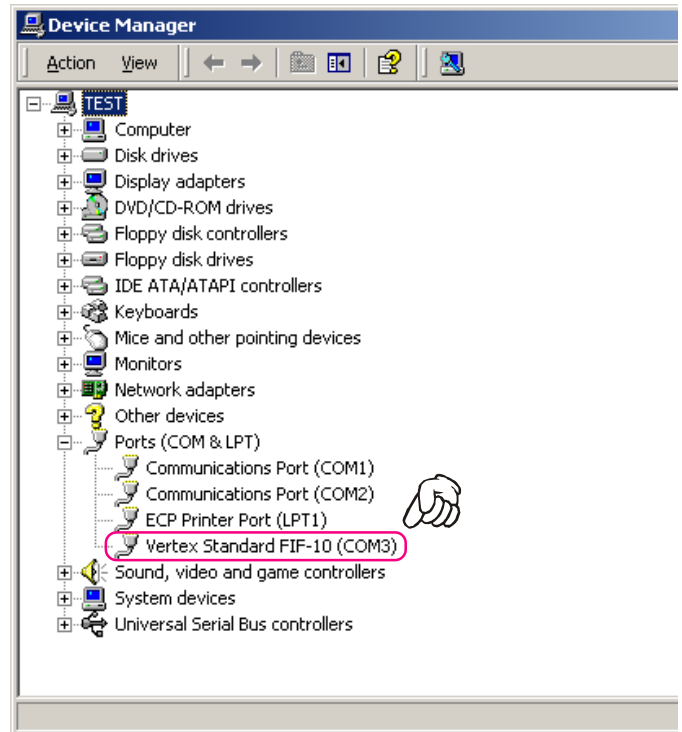 Device Manager
Action View
TEST
Computer
Disk drives
Display adapters
DVD/CD-ROM drives
Floppy disk controllers
Floppy disk drives
IDE ATA/ATAPI controllers
Keyboards
Mice and other pointing devices
Monitors
Network adapters
Other devices
Ports (COM & LPT)
Communications Port (COM1)
Communications Port (COM2)
ECP Printer Port (LPT1)
Vertex Standard FIF-10 (COM3)
Sound, video and game controllers
System devices
Universal Serial Bus controllers